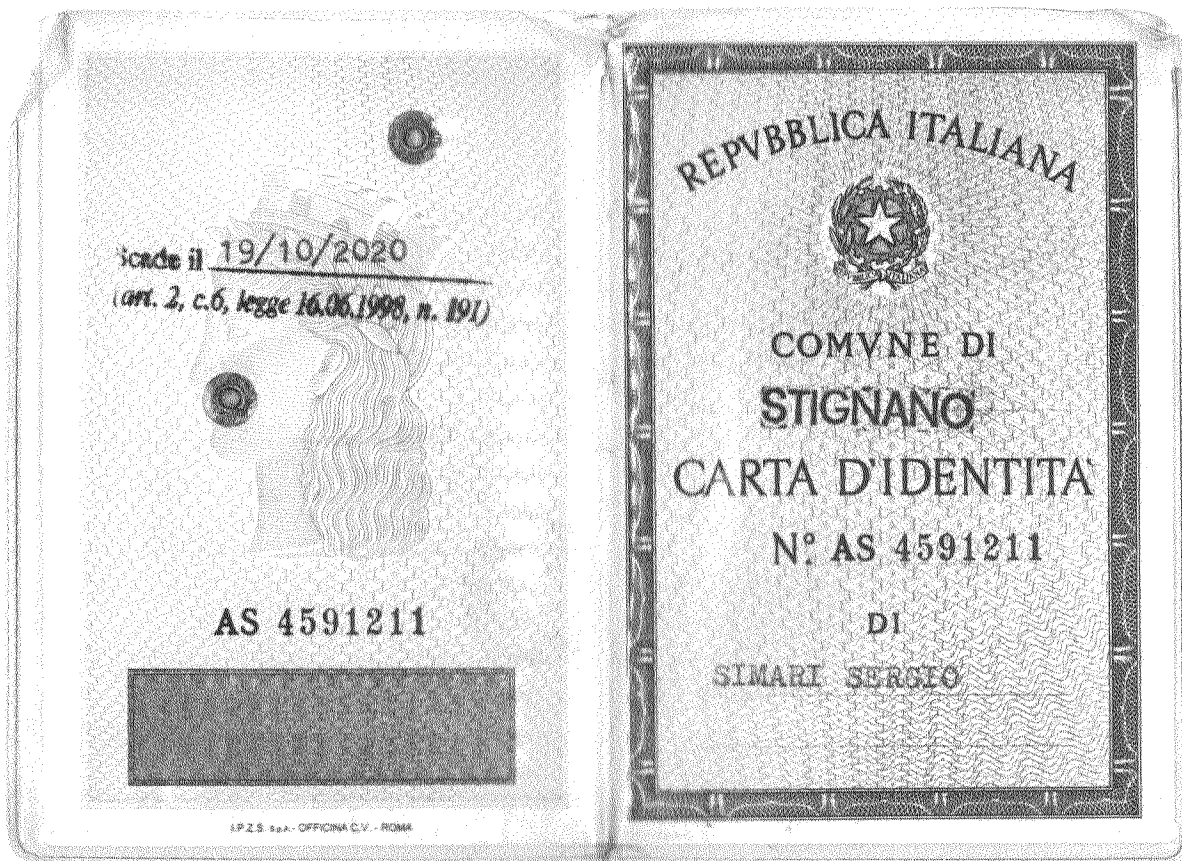 Scade il 19/10/2020
(art. 2, c.6, legge 16.06.1998, n. 191)
AS 4591211
I.P.Z.S. S.p.A. - OFFICINA C.V. - ROMA
REPVBBLICA ITALIANA
COMVNE DI
STIGNANO
CARTA D'IDENTITA'
N° AS 4591211
DI
SIMARI SERGIO